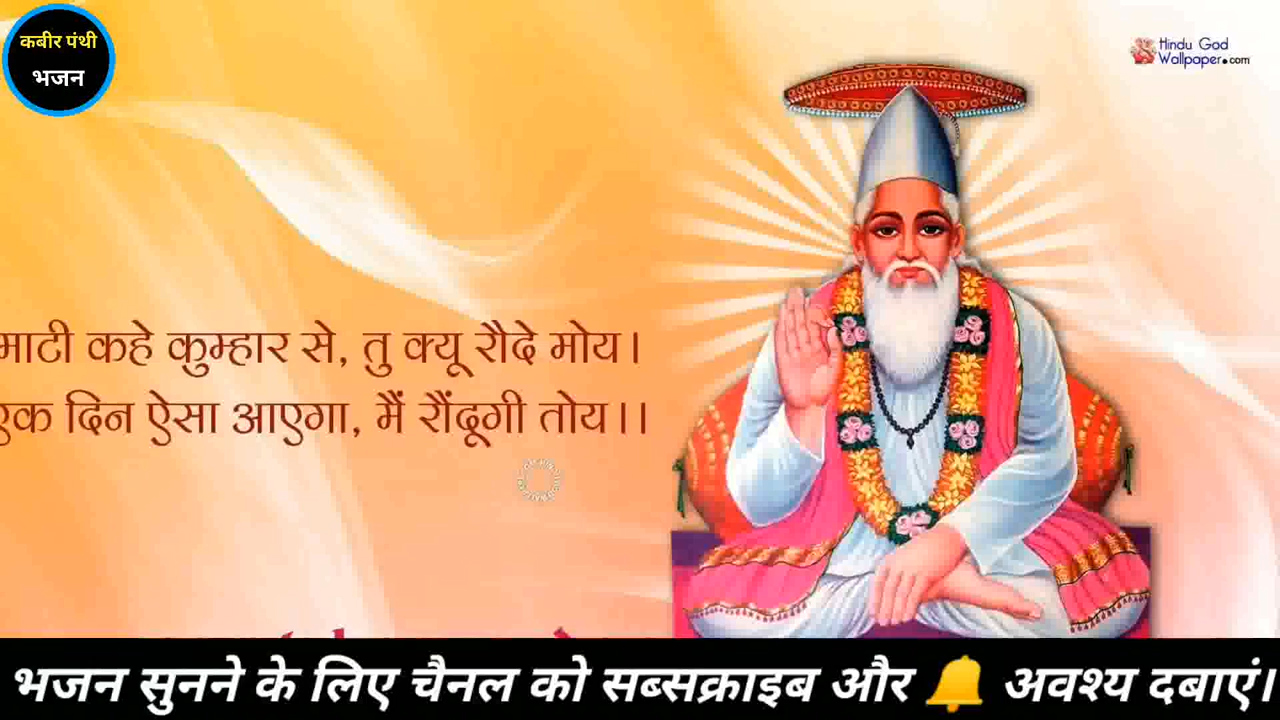 कबीर पंथी
भजन
Hindu God
Wallpaper.com
माटी कहे कुम्हार से, तु क्यू रौदे मोय।
एक दिन ऐसा आएगा, मैं रौंदूगी तोय।।
भजन सुनने के लिए चैनल को सब्सक्राइब और 🔔 अवश्य दबाएं।